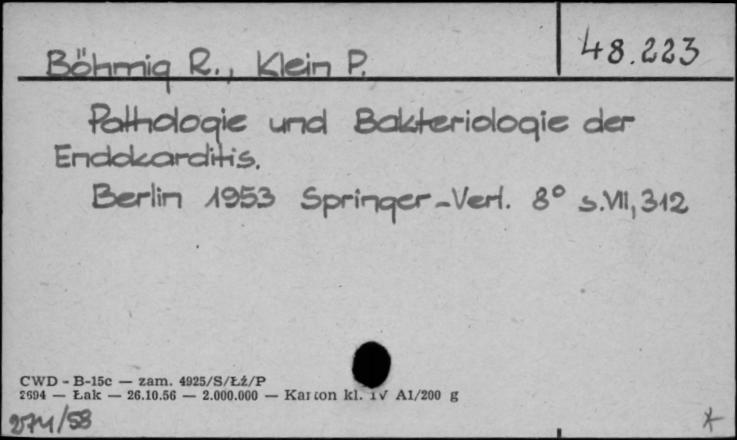 Böhmig R., Klein P.
48.223
Pathologie und Bakteriologie der
Endokarditis.
Berlin 1953 Springer-Verl. 8° s.VII, 312
CWD - B-15c — zam. 4925/S/Łż/P
2694 — Łak — 26.10.56 — 2.000.000 — Karton kl. IV A1/200 g
274/58